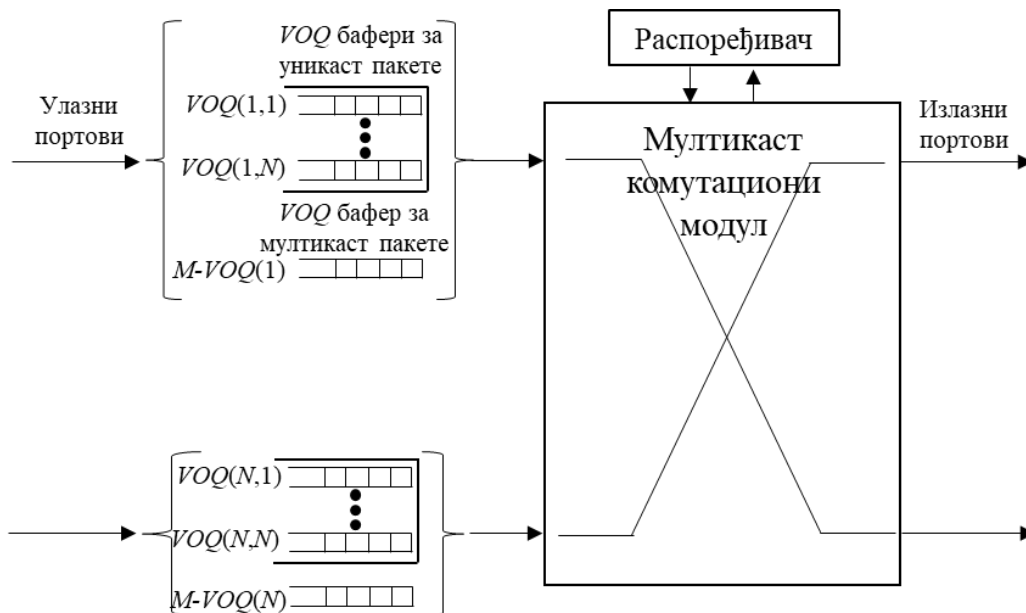 VOQ бафери за
уникаст пакете
Распоређивач
Улазни
портови
VOQ(1,1)
VOQ(1,N)
VOQ бафер за
мултикаст пакете
M-VOQ(1)
Мултикаст
комутациони
модул
Излазни
портови
VOQ(N,1)
VOQ(N,N)
M-VOQ(N)